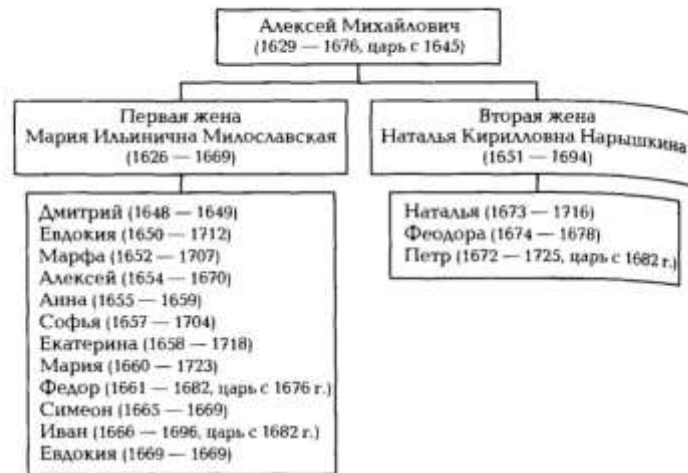 Алексей Михайлович
(1629 — 1676, царь с 1645)
Первая жена
Мария Ильинична Милославская
(1626 — 1669)
Вторая жена
Наталья Кирилловна Нарышкина
(1651 — 1694)
Дмитрий (1648 — 1649)
Евдокия (1650 — 1712)
Марфа (1652 — 1707)
Алексей (1654 — 1670)
Анна (1655 — 1659)
Софья (1657 — 1704)
Екатерина (1658 — 1718)
Мария (1660 — 1723)
Федор (1661 — 1682, царь с 1676 г.)
Симеон (1665 — 1669)
Иван (1666 — 1696, царь с 1682 г.)
Евдокия (1669 — 1669)
Наталья (1673 — 1716)
Феодора (1674 — 1678)
Петр (1672 — 1725, царь с 1682 г.)